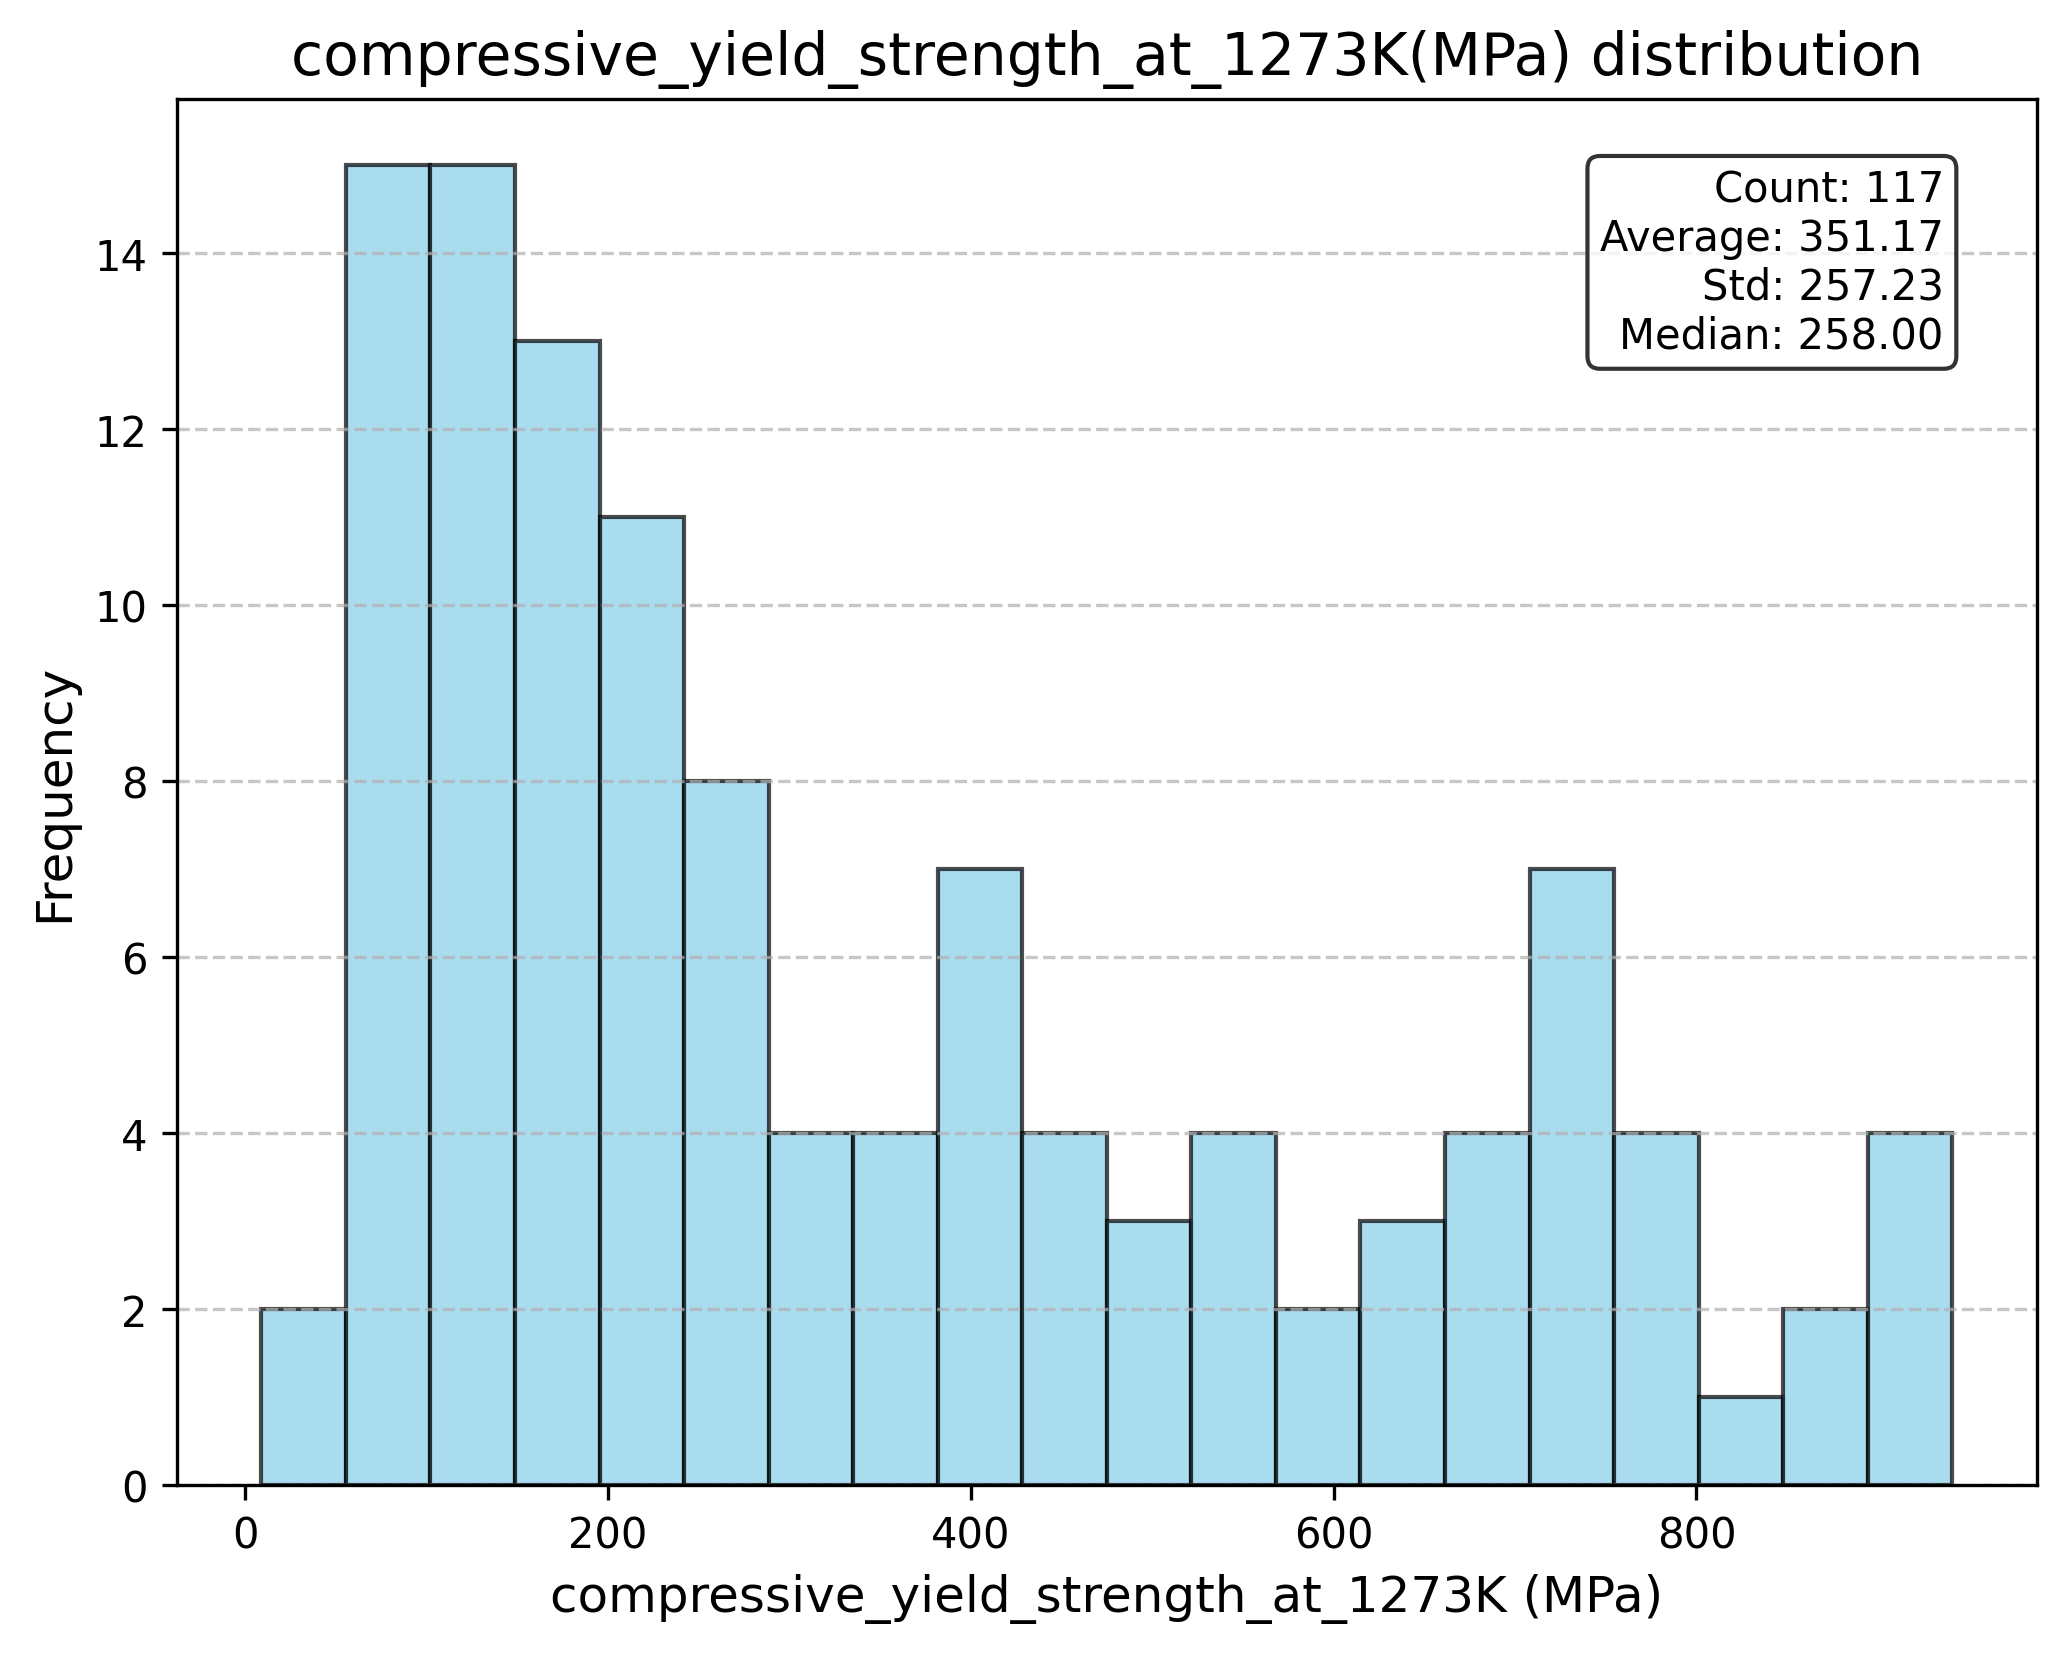 compressive_yield_strength_at_1273K(MPa) distribution
Count: 117
Average: 351.17
Std: 257.23
Median: 258.00
Frequency
14
12
10
8
6
4
2
0
0 200 400 600 800
compressive_yield_strength_at_1273K (MPa)